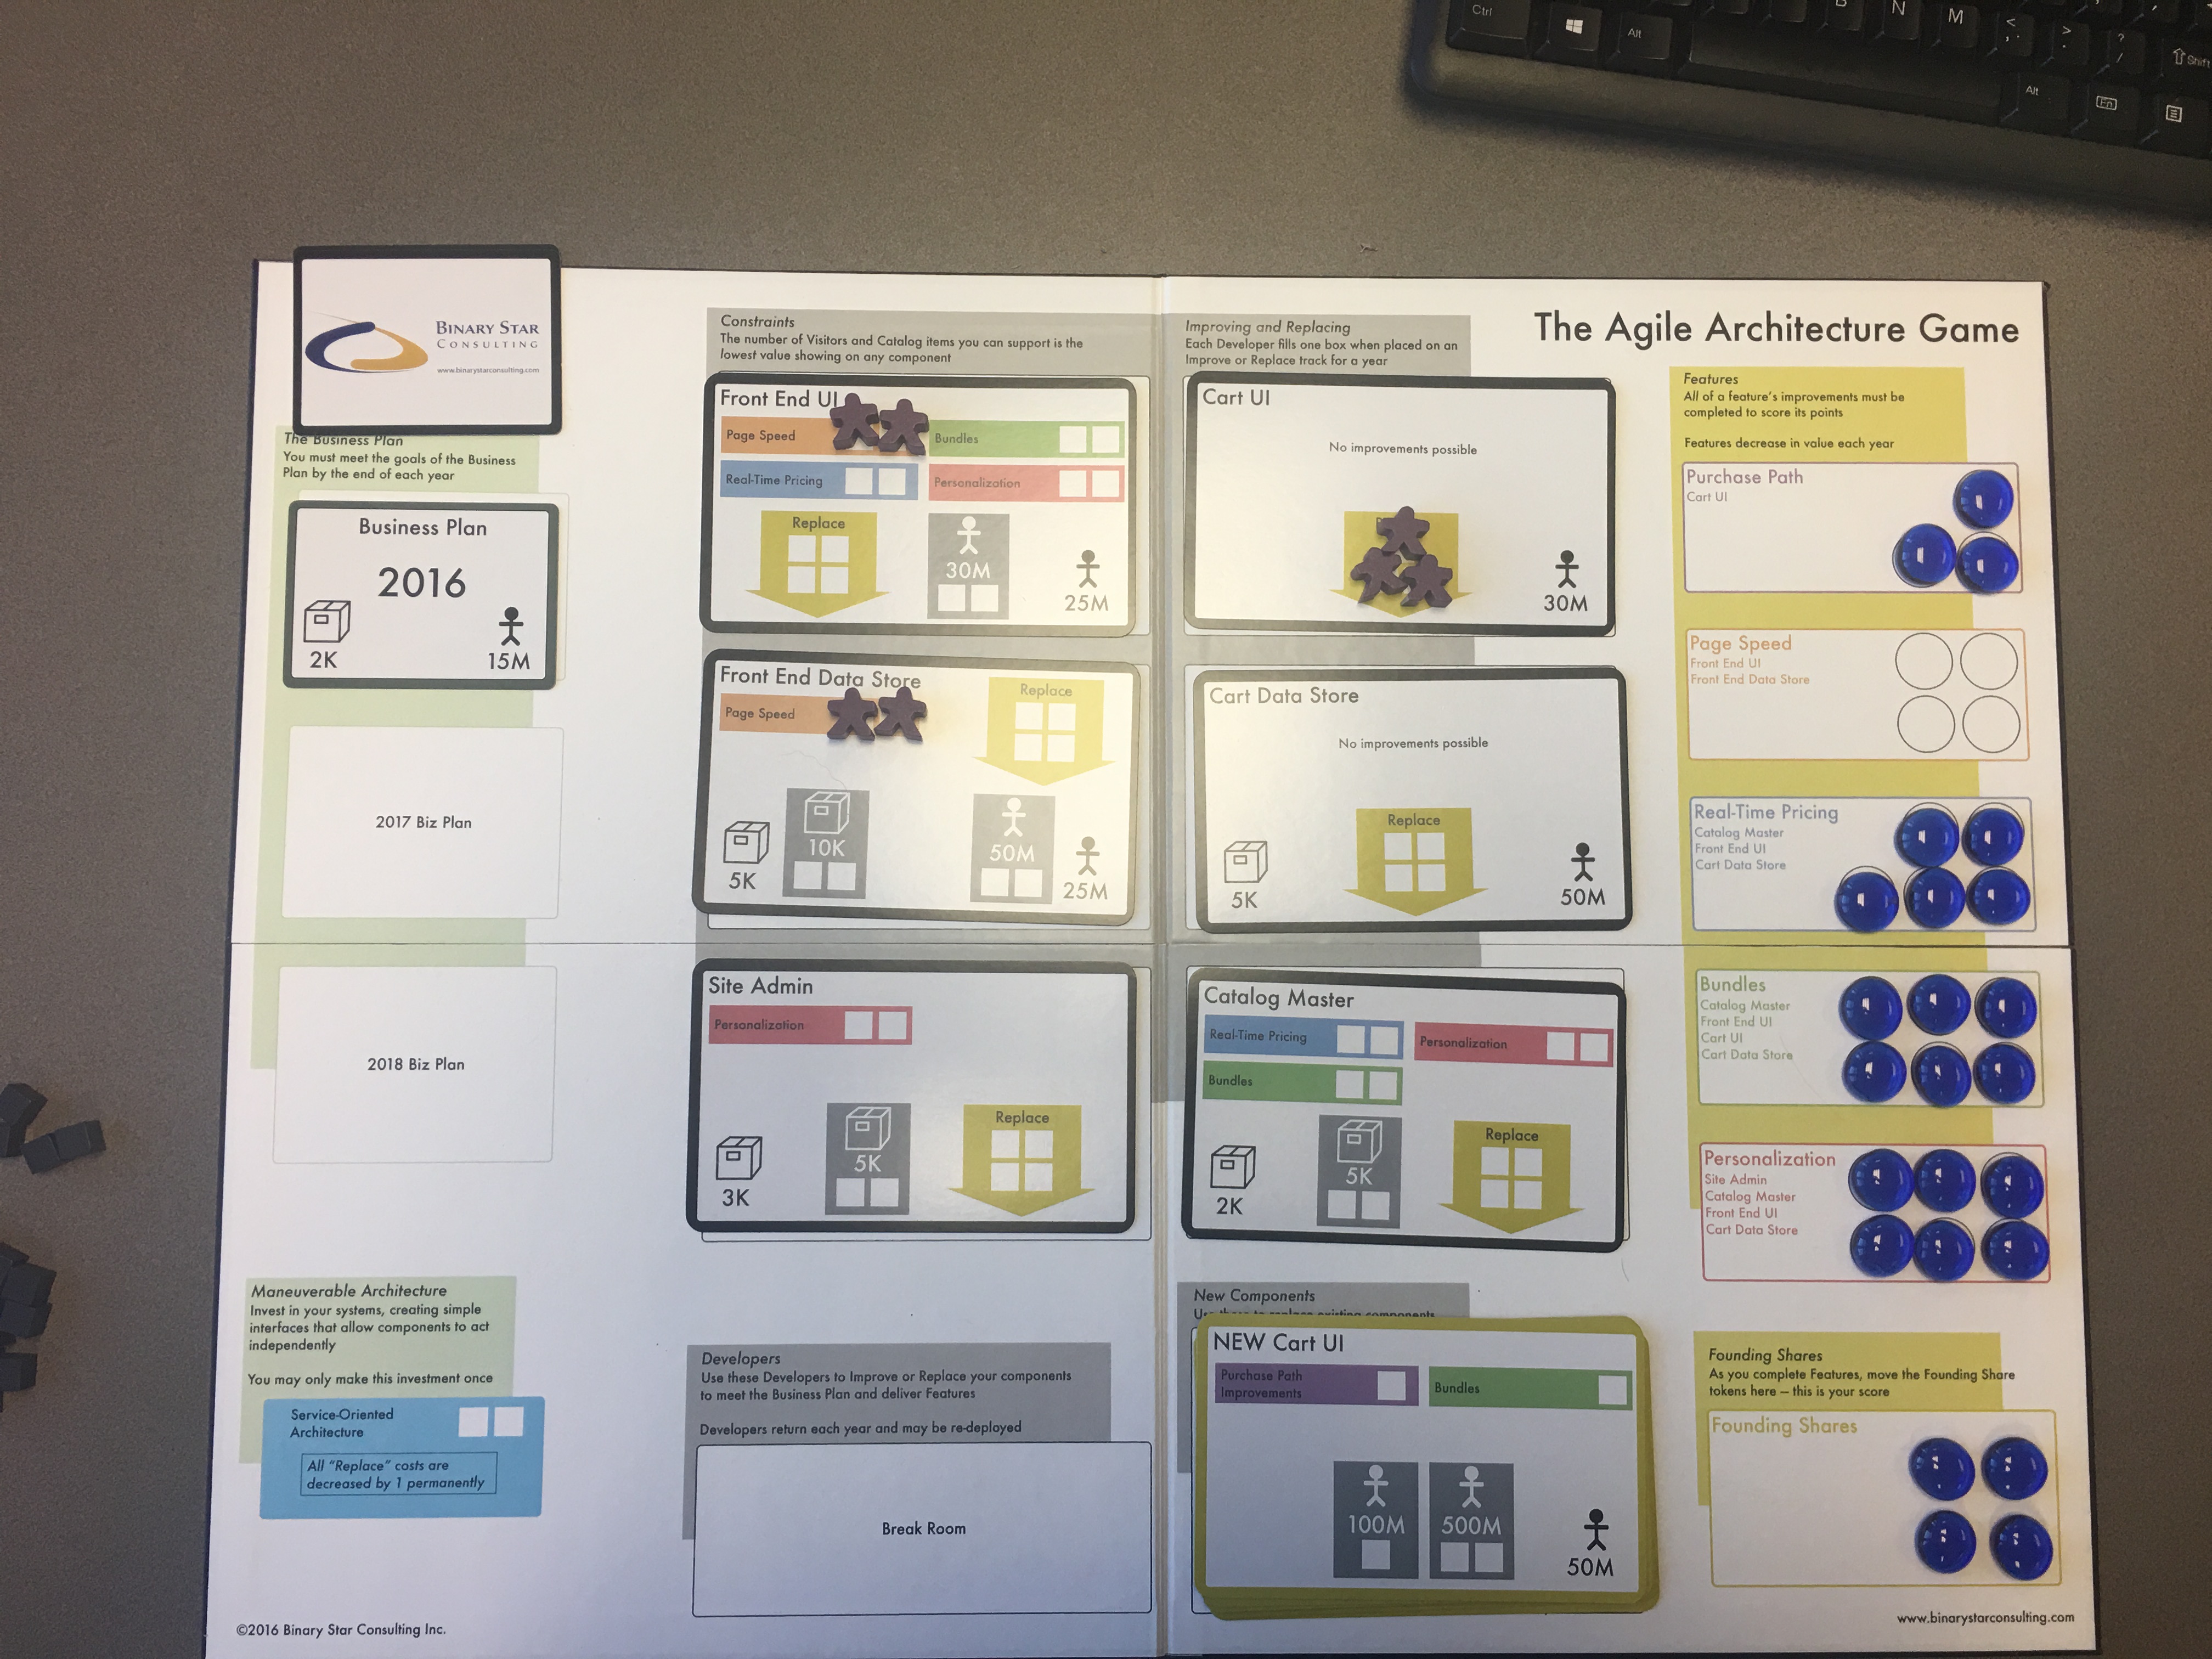 The Agile Architecture Game
BINARY STAR
CONSULTING
www.binarystarconsulting.com
The Business Plan
You must meet the goals of the Business
Plan by the end of each year
Business Plan
2016
2K
15M
2017 Biz Plan
2018 Biz Plan
Maneuverable Architecture
Invest in your systems, creating simple
interfaces that allow components to act
independently
You may only make this investment once
Service-Oriented
Architecture
All "Replace" costs are
decreased by 1 permanently
©2016 Binary Star Consulting Inc.
Constraints
The number of Visitors and Catalog items you can support is the
lowest value showing on any component
Front End UI
Page Speed
Bundles
Real-Time Pricing
Personalization
Replace
30M
25M
Front End Data Store
Page Speed
Replace
5K
10K
50M
25M
Site Admin
Personalization
3K
5K
Replace
Developers
Use these Developers to Improve or Replace your components
to meet the Business Plan and deliver Features
Developers return each year and may be re-deployed
Break Room
Improving and Replacing
Each Developer fills one box when placed on an
Improve or Replace track for a year
Cart UI
No improvements possible
30M
Cart Data Store
No improvements possible
Replace
5K
50M
Catalog Master
Real-Time Pricing
Personalization
Bundles
2K
5K
Replace
New Components
NEW Cart UI
Purchase Path
Improvements
Bundles
100M
500M
50M
Features
All of a feature's improvements must be
completed to score its points
Features decrease in value each year
Purchase Path
Cart UI
Page Speed
Front End UI
Front End Data Store
Real-Time Pricing
Catalog Master
Front End UI
Cart Data Store
Bundles
Catalog Master
Front End UI
Cart UI
Cart Data Store
Personalization
Site Admin
Catalog Master
Front End UI
Cart Data Store
Founding Shares
As you complete Features, move the Founding Share
tokens here – this is your score
Founding Shares
www.binarystarconsulting.com
Ctrl
Alt
N
M
<
,
>
.
?
/
Alt
Fn
Shift